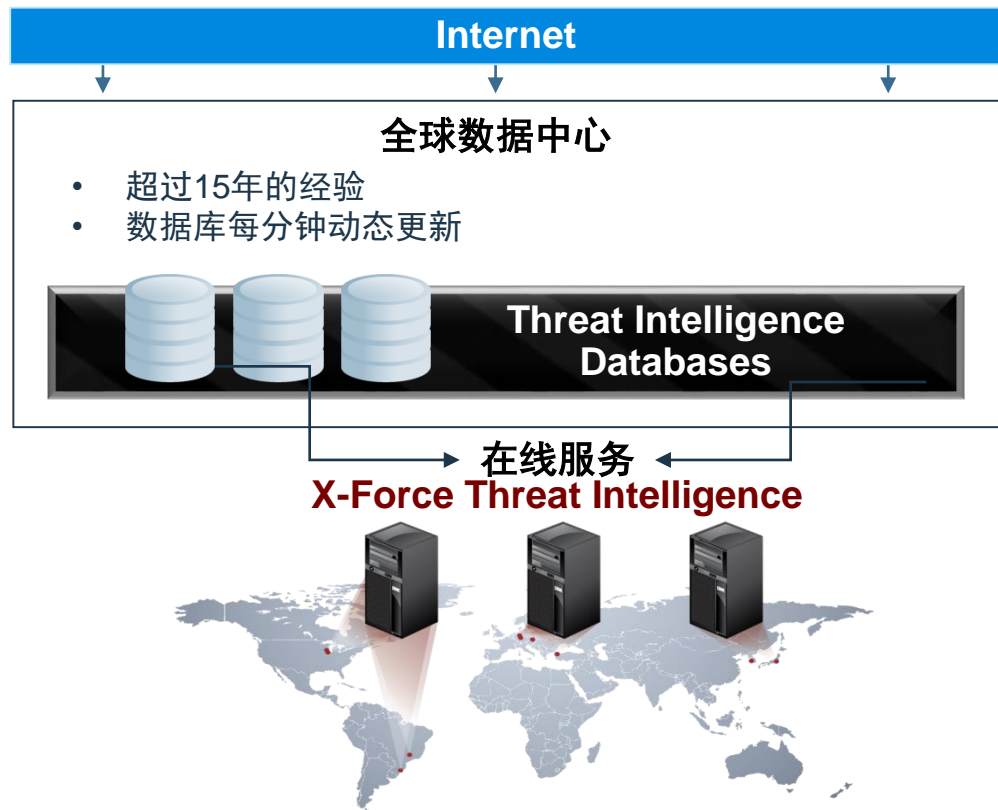 Internet
全球数据中心
• 超过15年的经验
• 数据库每分钟动态更新
Threat Intelligence
Databases
在线服务
X-Force Threat Intelligence